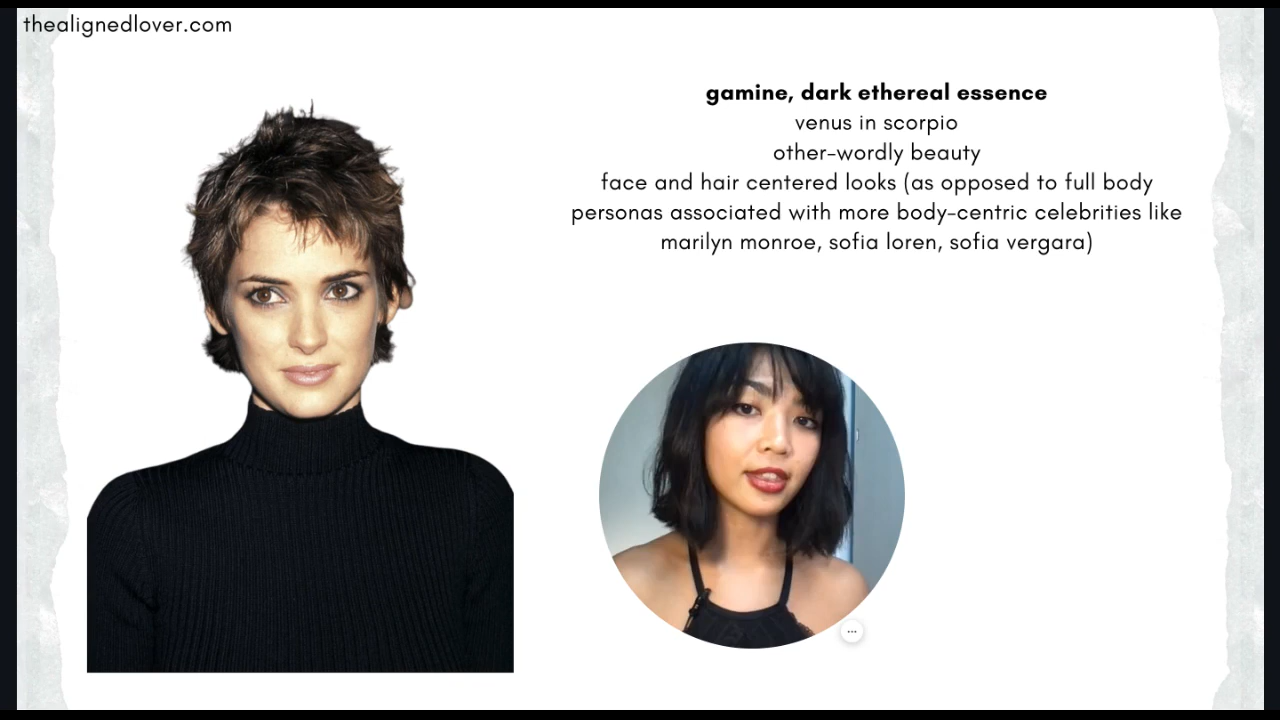 thealignedlover.com
gamine, dark ethereal essence
venus in scorpio
other-wordly beauty
face and hair centered looks (as opposed to full body
personas associated with more body-centric celebrities like
marilyn monroe, sofia loren, sofia vergara)